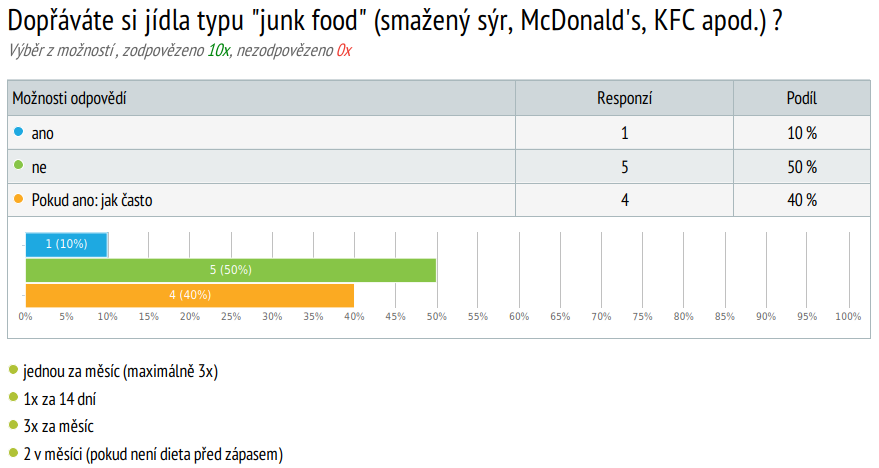 Dopřáváte si jídla typu "junk food" (smažený sýr, McDonald's, KFC apod.) ?
Výběr z možností , zodpovězeno 10x, nezodpovězeno 0x
Možnosti odpovědí Responzí Podíl
ano 1 10 %
ne 5 50 %
Pokud ano: jak často 4 40 %
1 (10%)
5 (50%)
4 (40%)
0% 5% 10% 15% 20% 25% 30% 35% 40% 45% 50% 55% 60% 65% 70% 75% 80% 85% 90% 95% 100%
jednou za měsíc (maximálně 3x)
1x za 14 dní
3x za měsíc
2 v měsíci (pokud není dieta před zápasem)